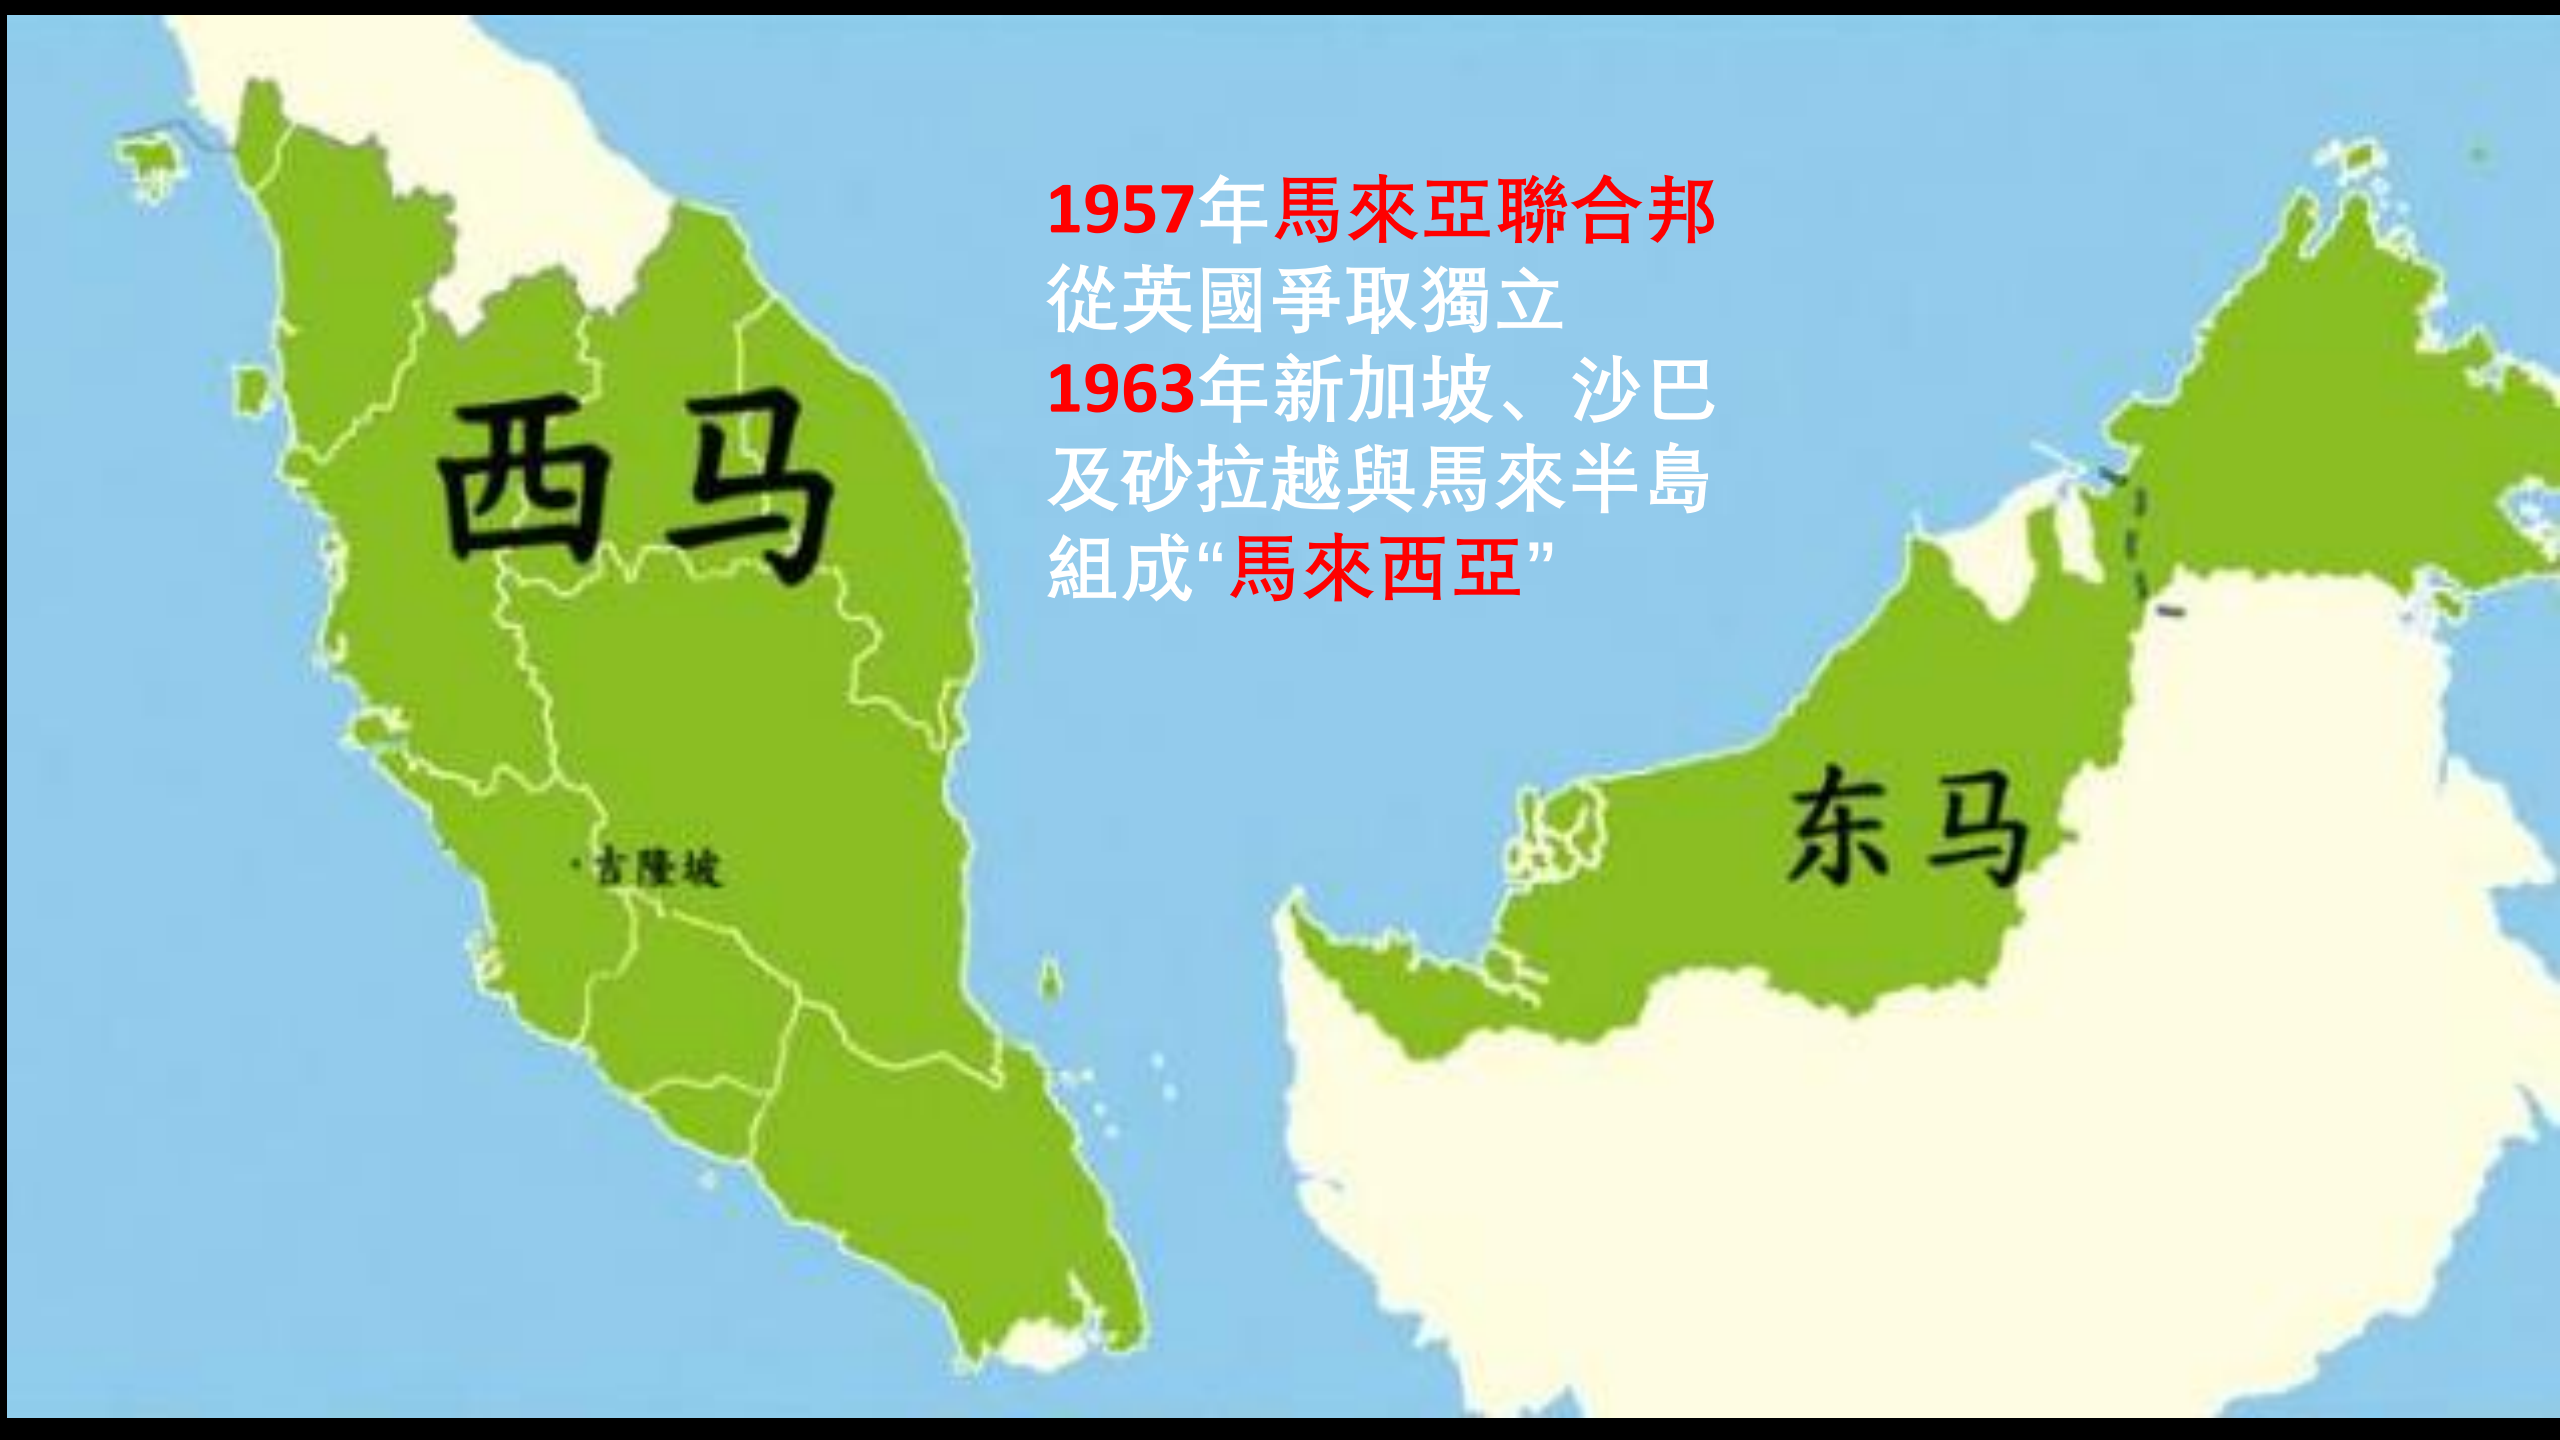 1957年馬來亞聯合邦
從英國爭取獨立
1963年新加坡、沙巴
及砂拉越與馬來半島
組成“馬來西亞”
西马
东马
·吉隆坡